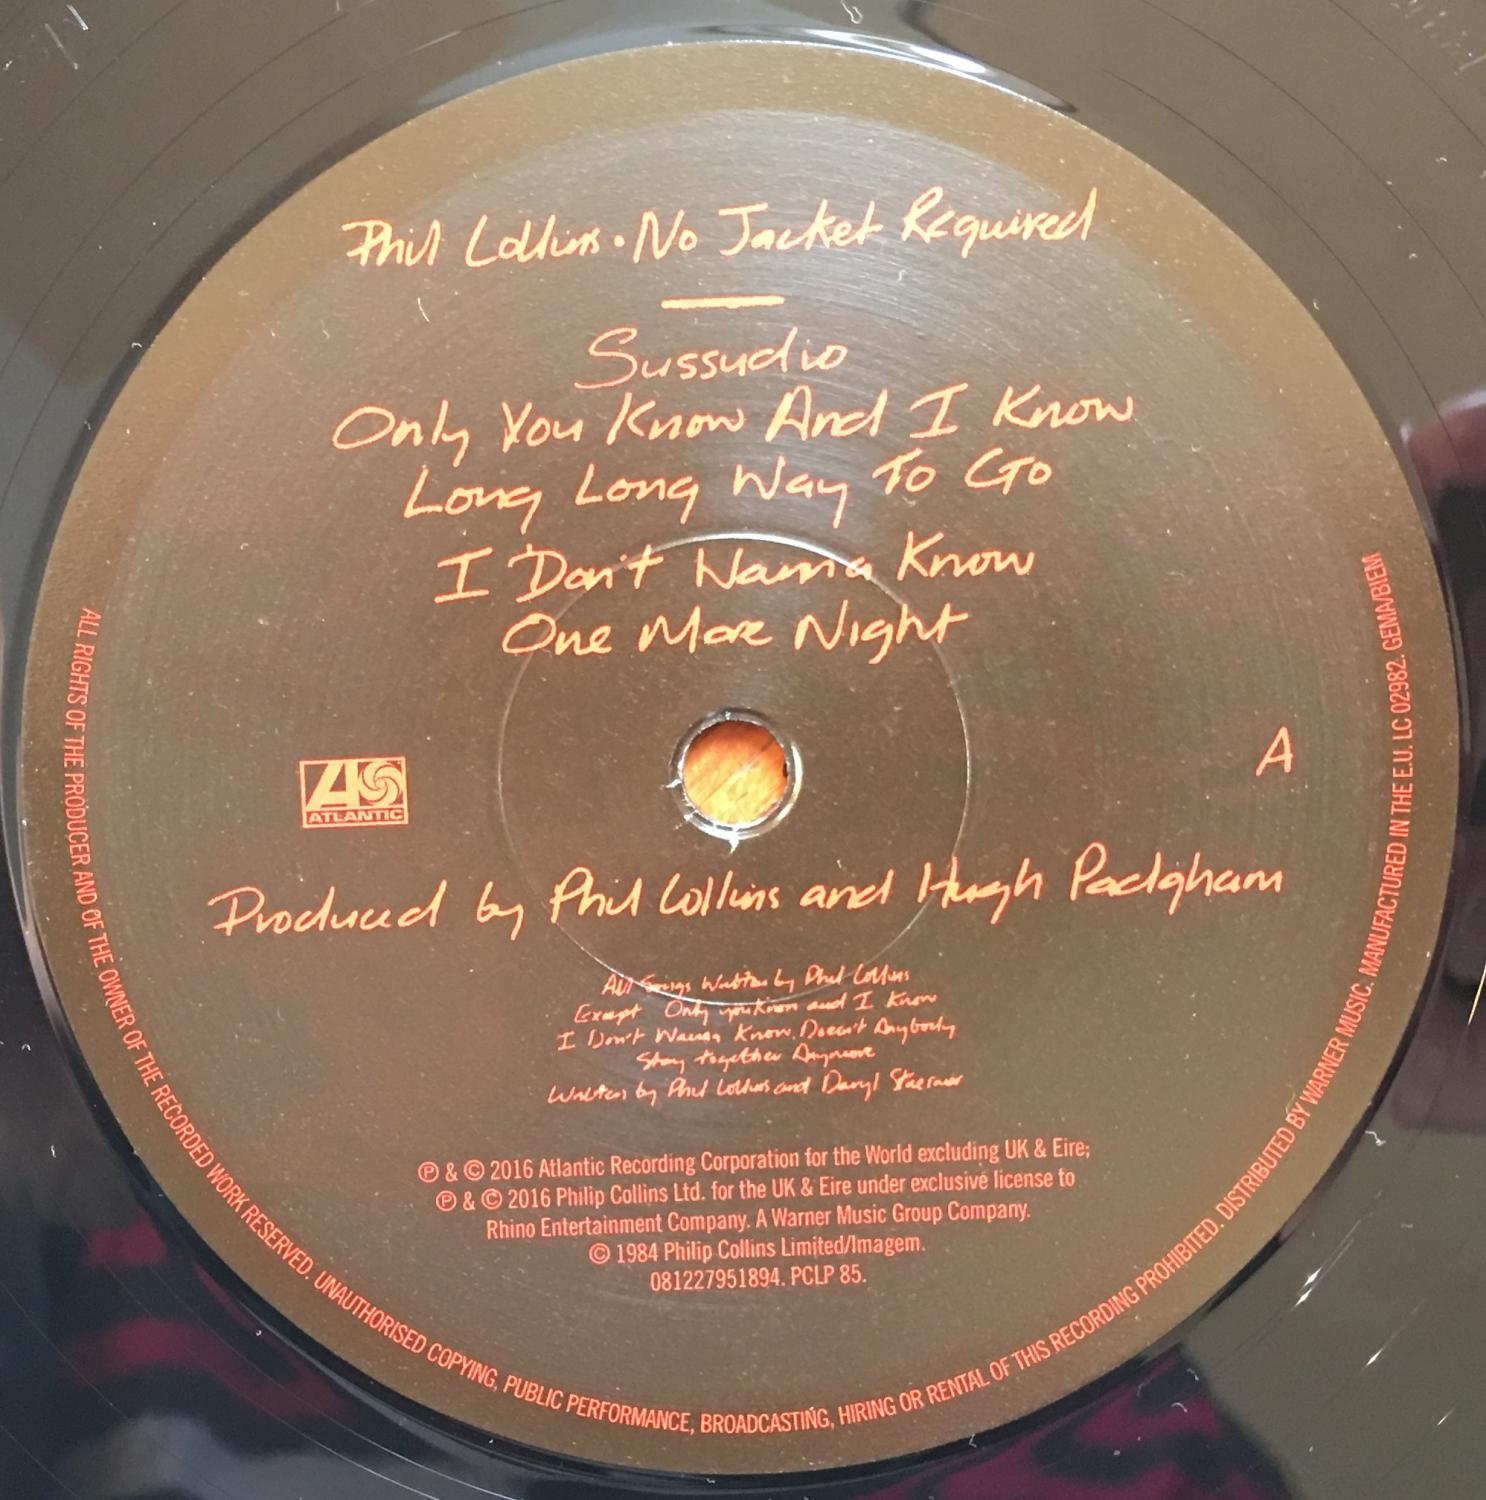 Phil Collins • No Jacket Required
Sussudio
Only You Know And I Know
Long Long Way To Go
I Don't Wanna Know
One More Night
A
ATLANTIC
Produced by Phil Collins and Hugh Padgham
All Songs Written by Phil Collins
Except Only you Know and I Know
I Don't Wanna Know. Doesn't Anybody
Stay together Anymore
Written by Phil Collins and Daryl Stuermer
℗ & © 2016 Atlantic Recording Corporation for the World excluding UK & Eire;
℗ & © 2016 Philip Collins Ltd. for the UK & Eire under exclusive license to
Rhino Entertainment Company. A Warner Music Group Company.
© 1984 Philip Collins Limited/Imagem.
081227951894. PCLP 85.
ALL RIGHTS OF THE PRODUCER AND OF THE OWNER OF THE RECORDED WORK RESERVED. UNAUTHORISED COPYING, PUBLIC PERFORMANCE, BROADCASTING, HIRING OR RENTAL OF THIS RECORDING PROHIBITED. DISTRIBUTED BY WARNER MUSIC. MANUFACTURED IN THE E.U. LC 02982. GEMA/BIEM